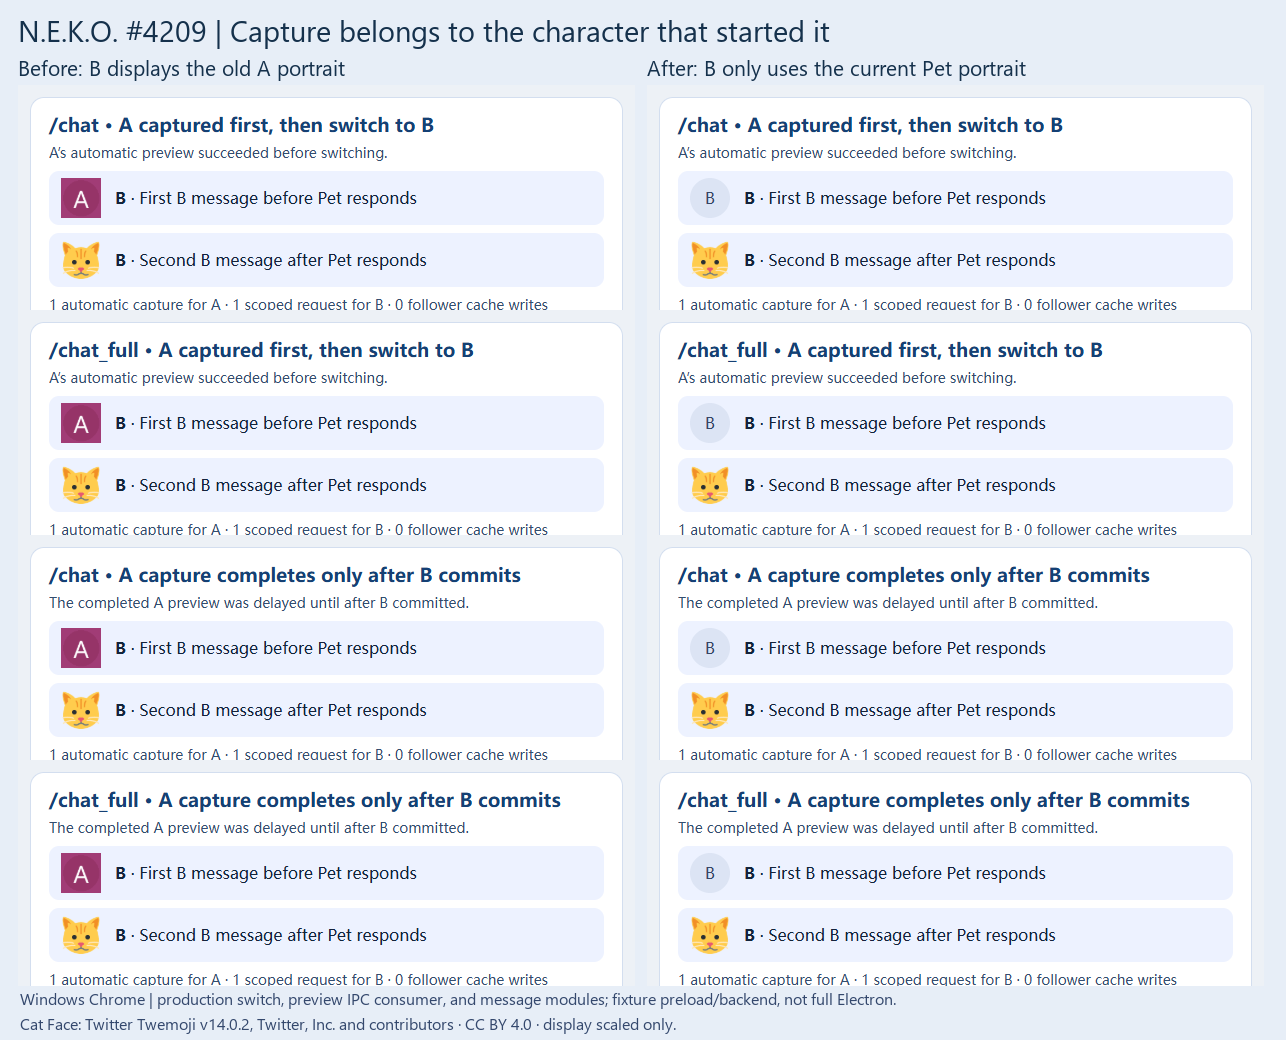 N.E.K.O. #4209 | Capture belongs to the character that started it
Before: B displays the old A portrait
/chat • A captured first, then switch to B
A's automatic preview succeeded before switching.
A
B · First B message before Pet responds
B · Second B message after Pet responds
1 automatic capture for A · 1 scoped request for B · 0 follower cache writes
/chat_full • A captured first, then switch to B
A's automatic preview succeeded before switching.
A
B · First B message before Pet responds
B · Second B message after Pet responds
1 automatic capture for A · 1 scoped request for B · 0 follower cache writes
/chat • A capture completes only after B commits
The completed A preview was delayed until after B committed.
A
B · First B message before Pet responds
B · Second B message after Pet responds
1 automatic capture for A · 1 scoped request for B · 0 follower cache writes
/chat_full • A capture completes only after B commits
The completed A preview was delayed until after B committed.
A
B · First B message before Pet responds
B · Second B message after Pet responds
1 automatic capture for A · 1 scoped request for B · 0 follower cache writes
After: B only uses the current Pet portrait
/chat • A captured first, then switch to B
A's automatic preview succeeded before switching.
B
B · First B message before Pet responds
B · Second B message after Pet responds
1 automatic capture for A · 1 scoped request for B · 0 follower cache writes
/chat_full • A captured first, then switch to B
A's automatic preview succeeded before switching.
B
B · First B message before Pet responds
B · Second B message after Pet responds
1 automatic capture for A · 1 scoped request for B · 0 follower cache writes
/chat • A capture completes only after B commits
The completed A preview was delayed until after B committed.
B
B · First B message before Pet responds
B · Second B message after Pet responds
1 automatic capture for A · 1 scoped request for B · 0 follower cache writes
/chat_full • A capture completes only after B commits
The completed A preview was delayed until after B committed.
B
B · First B message before Pet responds
B · Second B message after Pet responds
1 automatic capture for A · 1 scoped request for B · 0 follower cache writes
Windows Chrome | production switch, preview IPC consumer, and message modules; fixture preload/backend, not full Electron.
Cat Face: Twitter Twemoji v14.0.2, Twitter, Inc. and contributors · CC BY 4.0 · display scaled only.